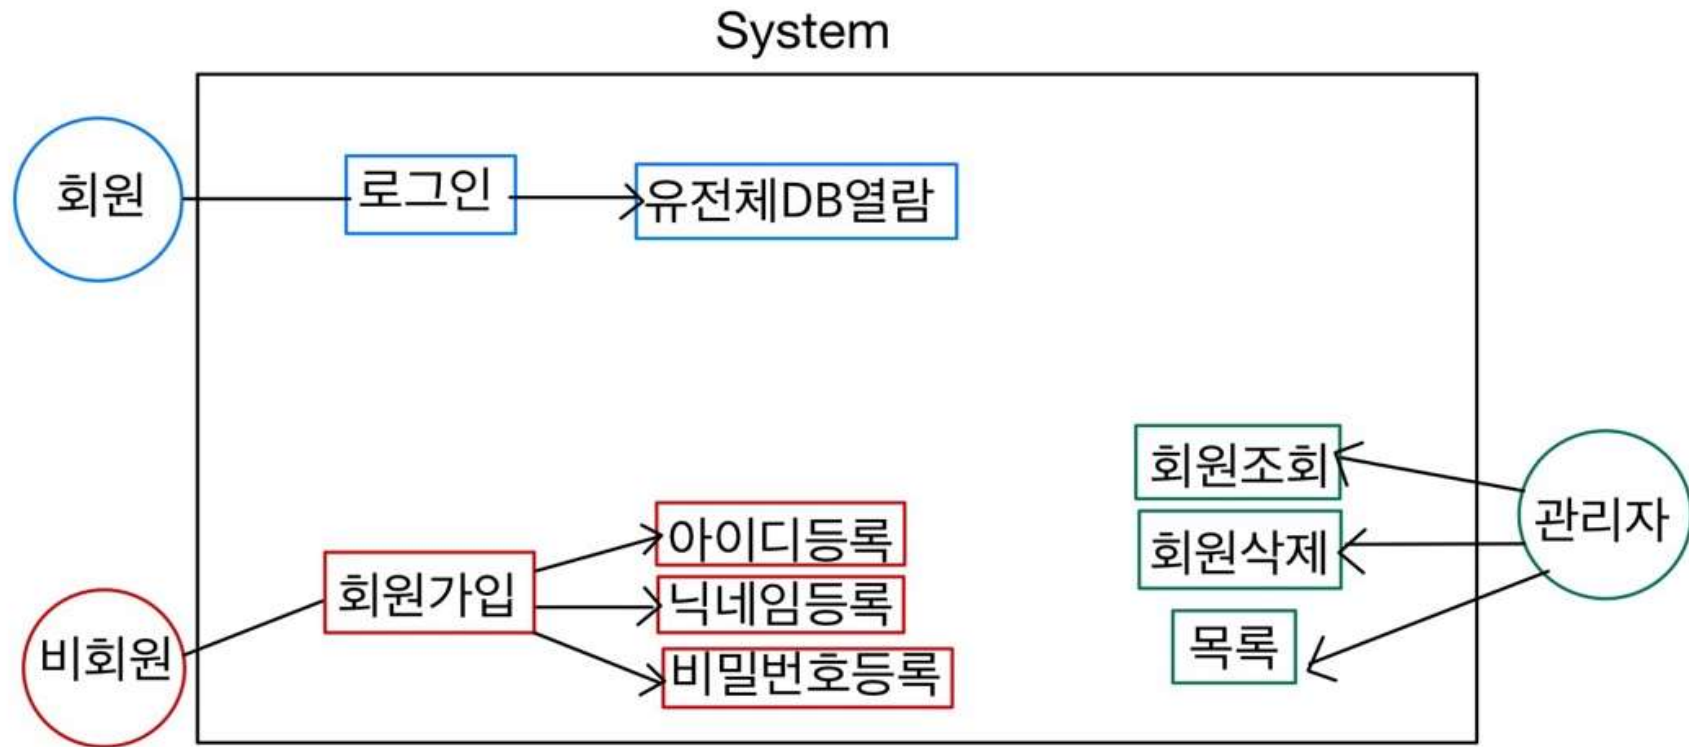 System
회원
로그인
유전체DB열람
비회원
회원가입
아이디등록
닉네임등록
비밀번호등록
회원조회
회원삭제
목록
관리자